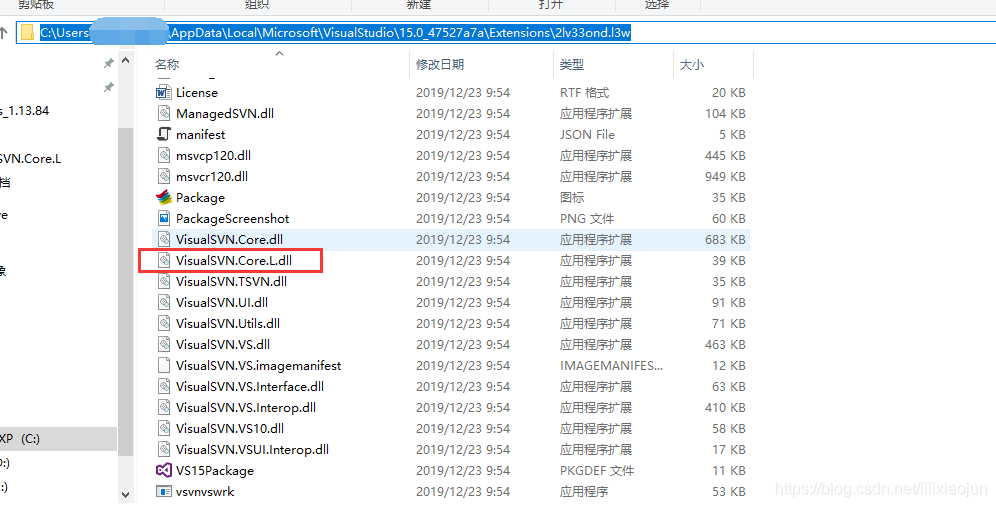 剪贴板 组织 新建 打开 选择
C:\Users\ \AppData\Local\Microsoft\VisualStudio\15.0_47527a7a\Extensions\2lv33ond.l3w
名称 修改日期 类型 大小
License 2019/12/23 9:54 RTF 格式 20 KB
s_1.13.84
ManagedSVN.dll 2019/12/23 9:54 应用程序扩展 104 KB
manifest 2019/12/23 9:54 JSON File 5 KB
SVN.Core.L
msvcp120.dll 2019/12/23 9:54 应用程序扩展 445 KB
档
msvcr120.dll 2019/12/23 9:54 应用程序扩展 949 KB
Package 2019/12/23 9:54 图标 35 KB
ve
PackageScreenshot 2019/12/23 9:54 PNG 文件 60 KB
VisualSVN.Core.dll 2019/12/23 9:54 应用程序扩展 683 KB
VisualSVN.Core.L.dll 2019/12/23 9:54 应用程序扩展 39 KB
象
VisualSVN.TSVN.dll 2019/12/23 9:54 应用程序扩展 35 KB
VisualSVN.UI.dll 2019/12/23 9:54 应用程序扩展 91 KB
VisualSVN.Utils.dll 2019/12/23 9:54 应用程序扩展 71 KB
VisualSVN.VS.dll 2019/12/23 9:54 应用程序扩展 463 KB
VisualSVN.VS.imagemanifest 2019/12/23 9:54 IMAGEMANIFES... 12 KB
VisualSVN.VS.Interface.dll 2019/12/23 9:54 应用程序扩展 63 KB
VisualSVN.VS.Interop.dll 2019/12/23 9:54 应用程序扩展 410 KB
VisualSVN.VS10.dll 2019/12/23 9:54 应用程序扩展 58 KB
XP (C:)
VisualSVN.VSUI.Interop.dll 2019/12/23 9:54 应用程序扩展 17 KB
):)
VS15Package 2019/12/23 9:54 PKGDEF 文件 11 KB
:)
vsvnvswrk 2019/12/23 9:54 应用程序 53 KB
https://blog.csdn.net/lilixiaojun